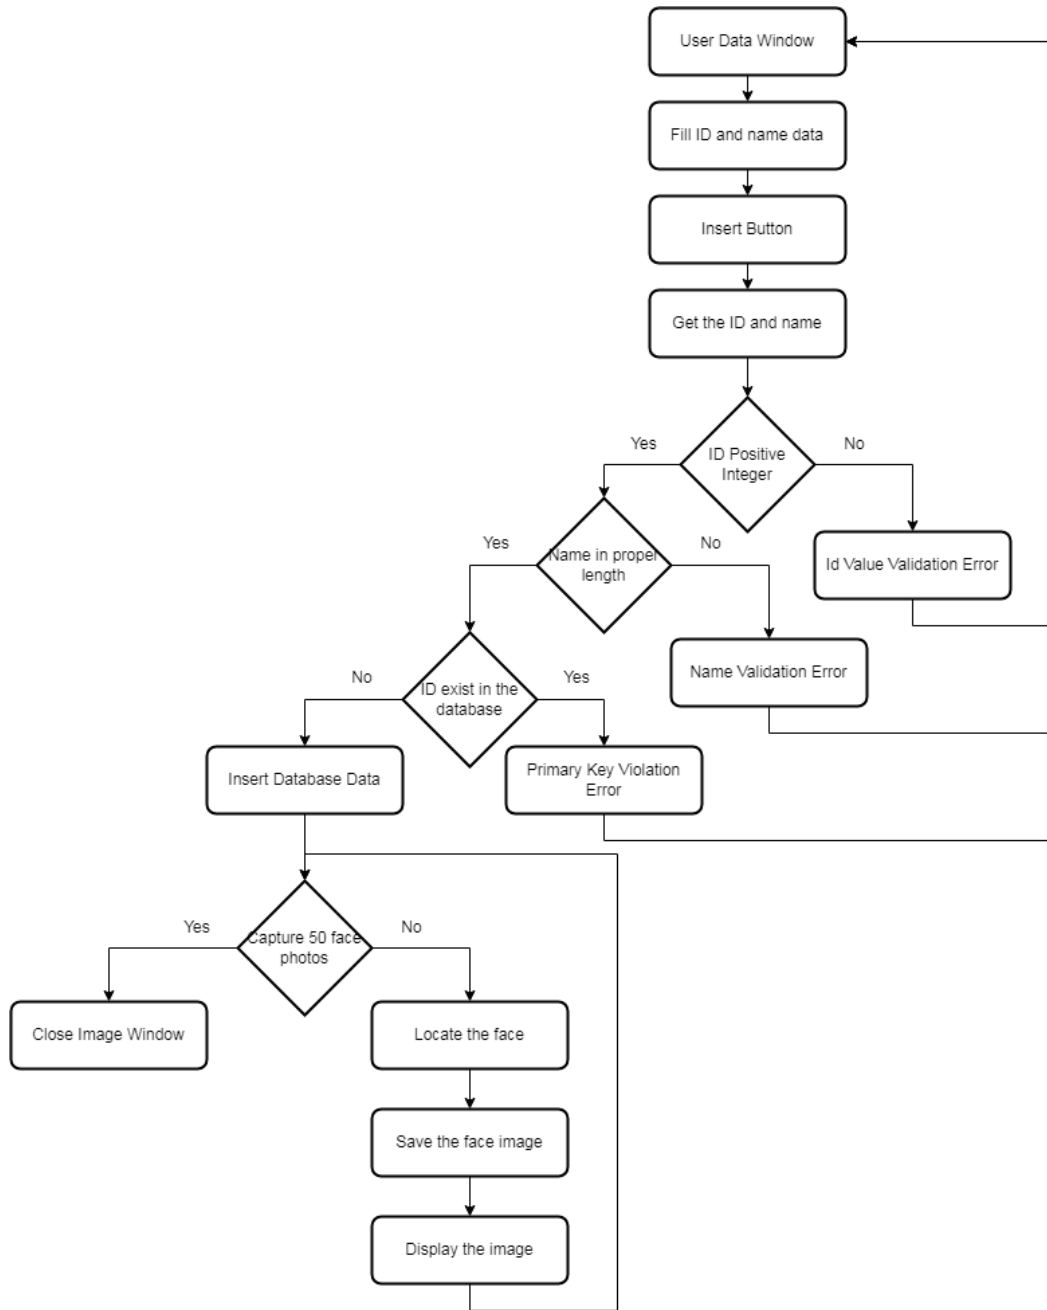 User Data Window
Fill ID and name data
Insert Button
Get the ID and name
Yes
ID Positive
Integer
No
Yes
Name in proper
length
No
Id Value Validation Error
No
ID exist in the
database
Yes
Name Validation Error
Insert Database Data
Primary Key Violation
Error
Yes
Capture 50 face
photos
No
Close Image Window
Locate the face
Save the face image
Display the image